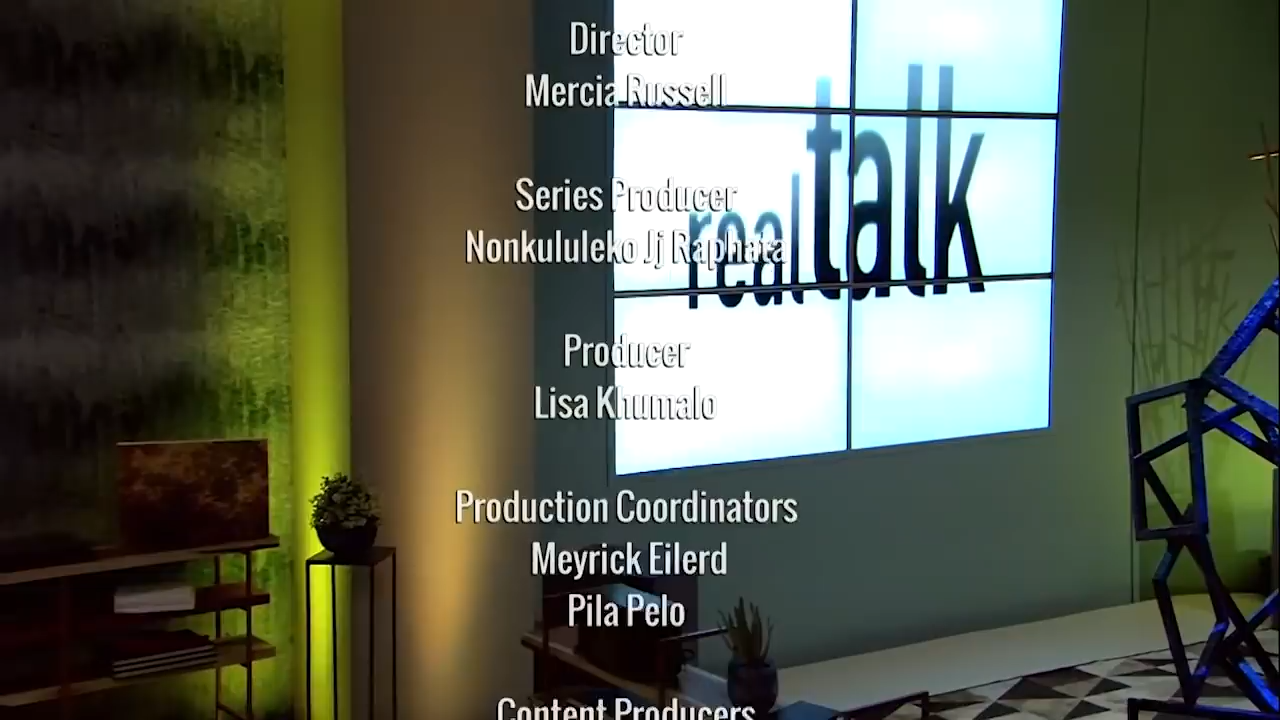 Director
Mercia Russell
Series Producer
Nonkululeko Jj Raphata
real talk
Producer
Lisa Khumalo
Production Coordinators
Meyrick Eilerd
Pila Pelo
Content Producers